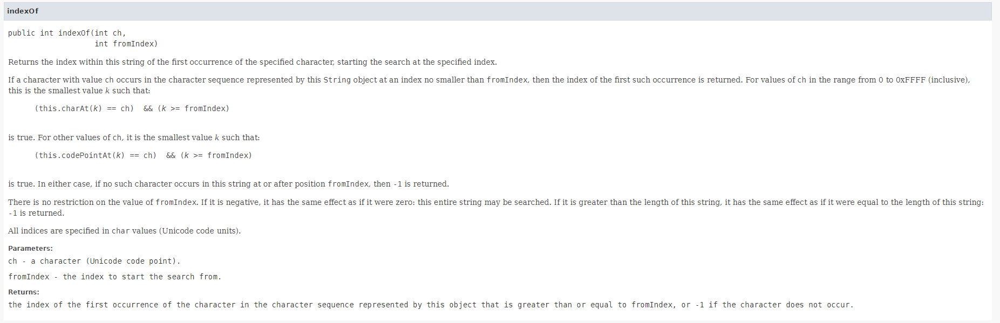 indexOf
public int indexOf(int ch,
int fromIndex)
Returns the index within this string of the first occurrence of the specified character, starting the search at the specified index.
If a character with value ch occurs in the character sequence represented by this String object at an index no smaller than fromIndex, then the index of the first such occurrence is returned. For values of ch in the range from 0 to 0xFFFF (inclusive),
this is the smallest value k such that:
(this.charAt(k) == ch)  && (k >= fromIndex)
is true. For other values of ch, it is the smallest value k such that:
(this.codePointAt(k) == ch)  && (k >= fromIndex)
is true. In either case, if no such character occurs in this string at or after position fromIndex, then -1 is returned.
There is no restriction on the value of fromIndex. If it is negative, it has the same effect as if it were zero: this entire string may be searched. If it is greater than the length of this string, it has the same effect as if it were equal to the length of this string:
-1 is returned.
All indices are specified in char values (Unicode code units).
Parameters:
ch - a character (Unicode code point).
fromIndex - the index to start the search from.
Returns:
the index of the first occurrence of the character in the character sequence represented by this object that is greater than or equal to fromIndex, or -1 if the character does not occur.